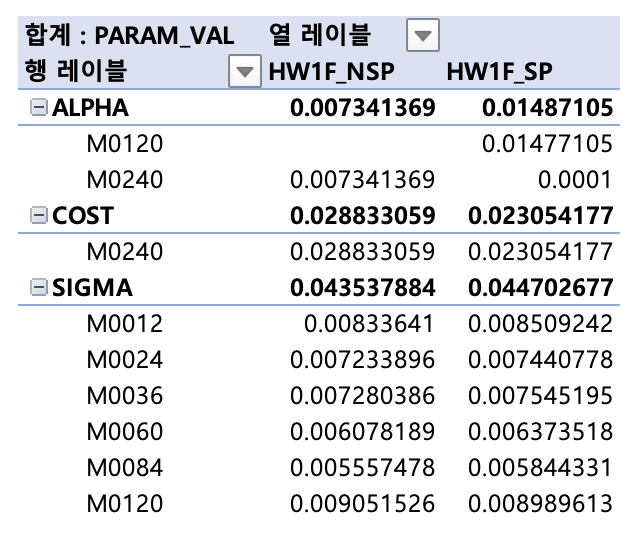 합계 : PARAM_VAL 열 레이블
행 레이블 HW1F_NSP HW1F_SP
ALPHA 0.007341369 0.01487105
M0120 0.01477105
M0240 0.007341369 0.0001
COST 0.028833059 0.023054177
M0240 0.028833059 0.023054177
SIGMA 0.043537884 0.044702677
M0012 0.00833641 0.008509242
M0024 0.007233896 0.007440778
M0036 0.007280386 0.007545195
M0060 0.006078189 0.006373518
M0084 0.005557478 0.005844331
M0120 0.009051526 0.008989613